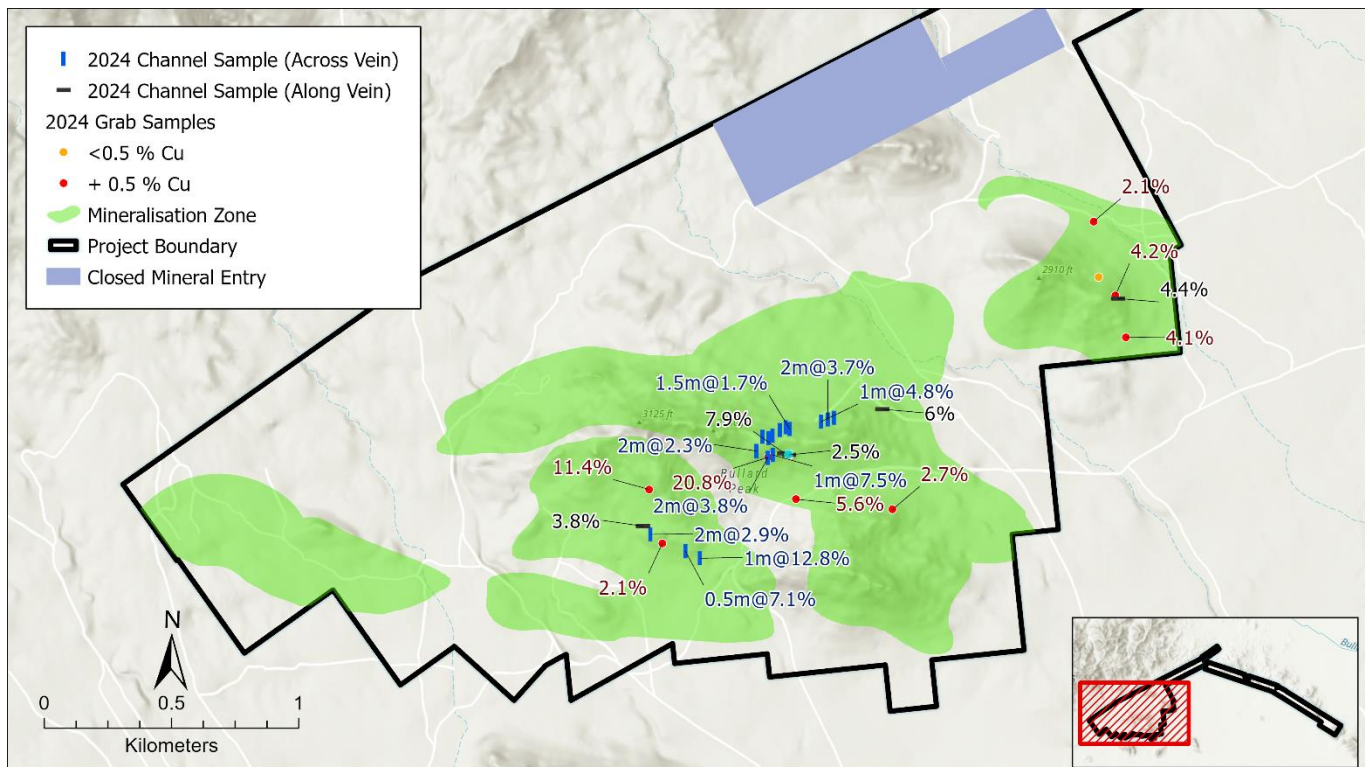 2024 Channel Sample (Across Vein)
2024 Channel Sample (Along Vein)
2024 Grab Samples
<0.5 % Cu
+ 0.5 % Cu
Mineralisation Zone
Project Boundary
Closed Mineral Entry
2.1%
4.2%
2910 ft
4.4%
4.1%
2m@3.7%
1.5m@1.7%
1m@4.8%
7.9%
6%
3125 ft
2m@2.3%
2.5%
11.4%
20.8%
1m@7.5%
2.7%
Pullard
Peak
2m@3.8%
5.6%
3.8%
2m@2.9%
1m@12.8%
2.1%
0.5m@7.1%
N
0 0.5 1
Kilometers